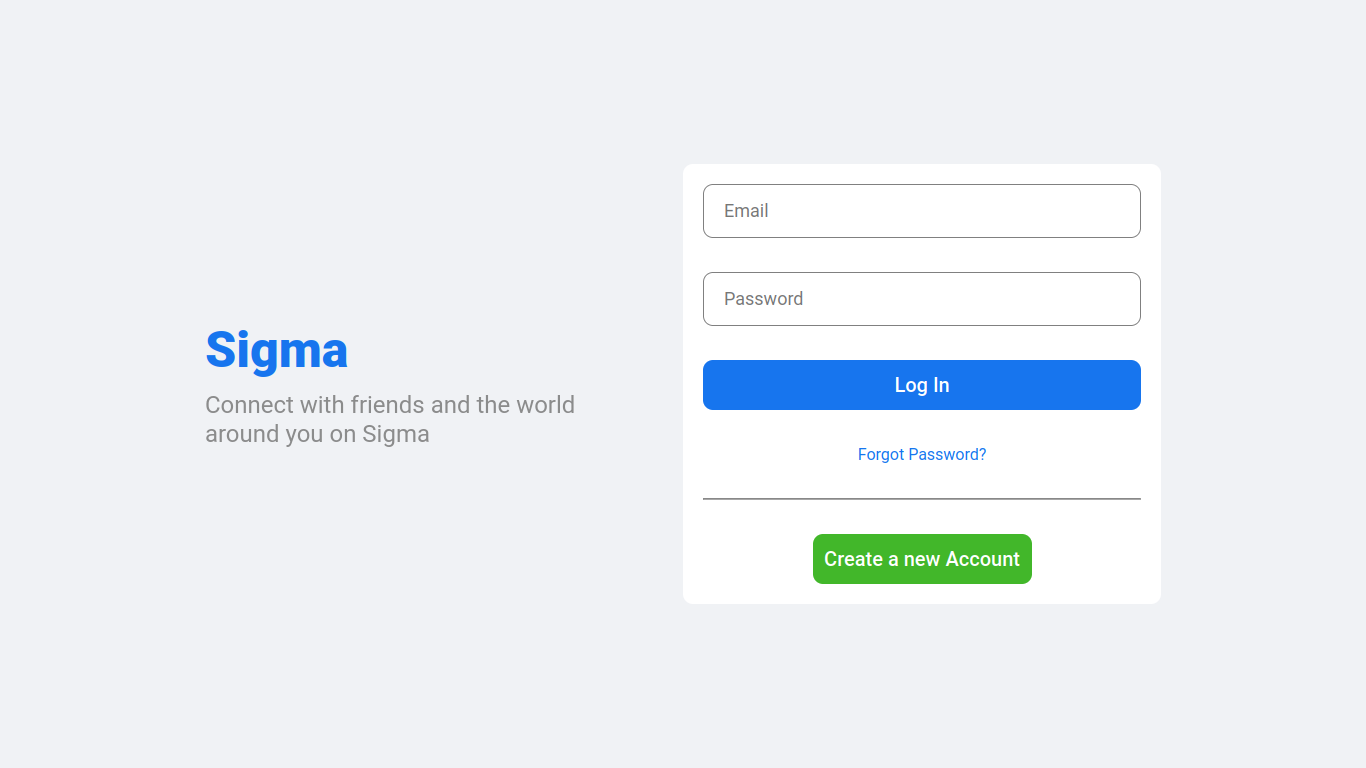 Sigma
Connect with friends and the world
around you on Sigma
Email
Password
Log In
Forgot Password?
Create a new Account